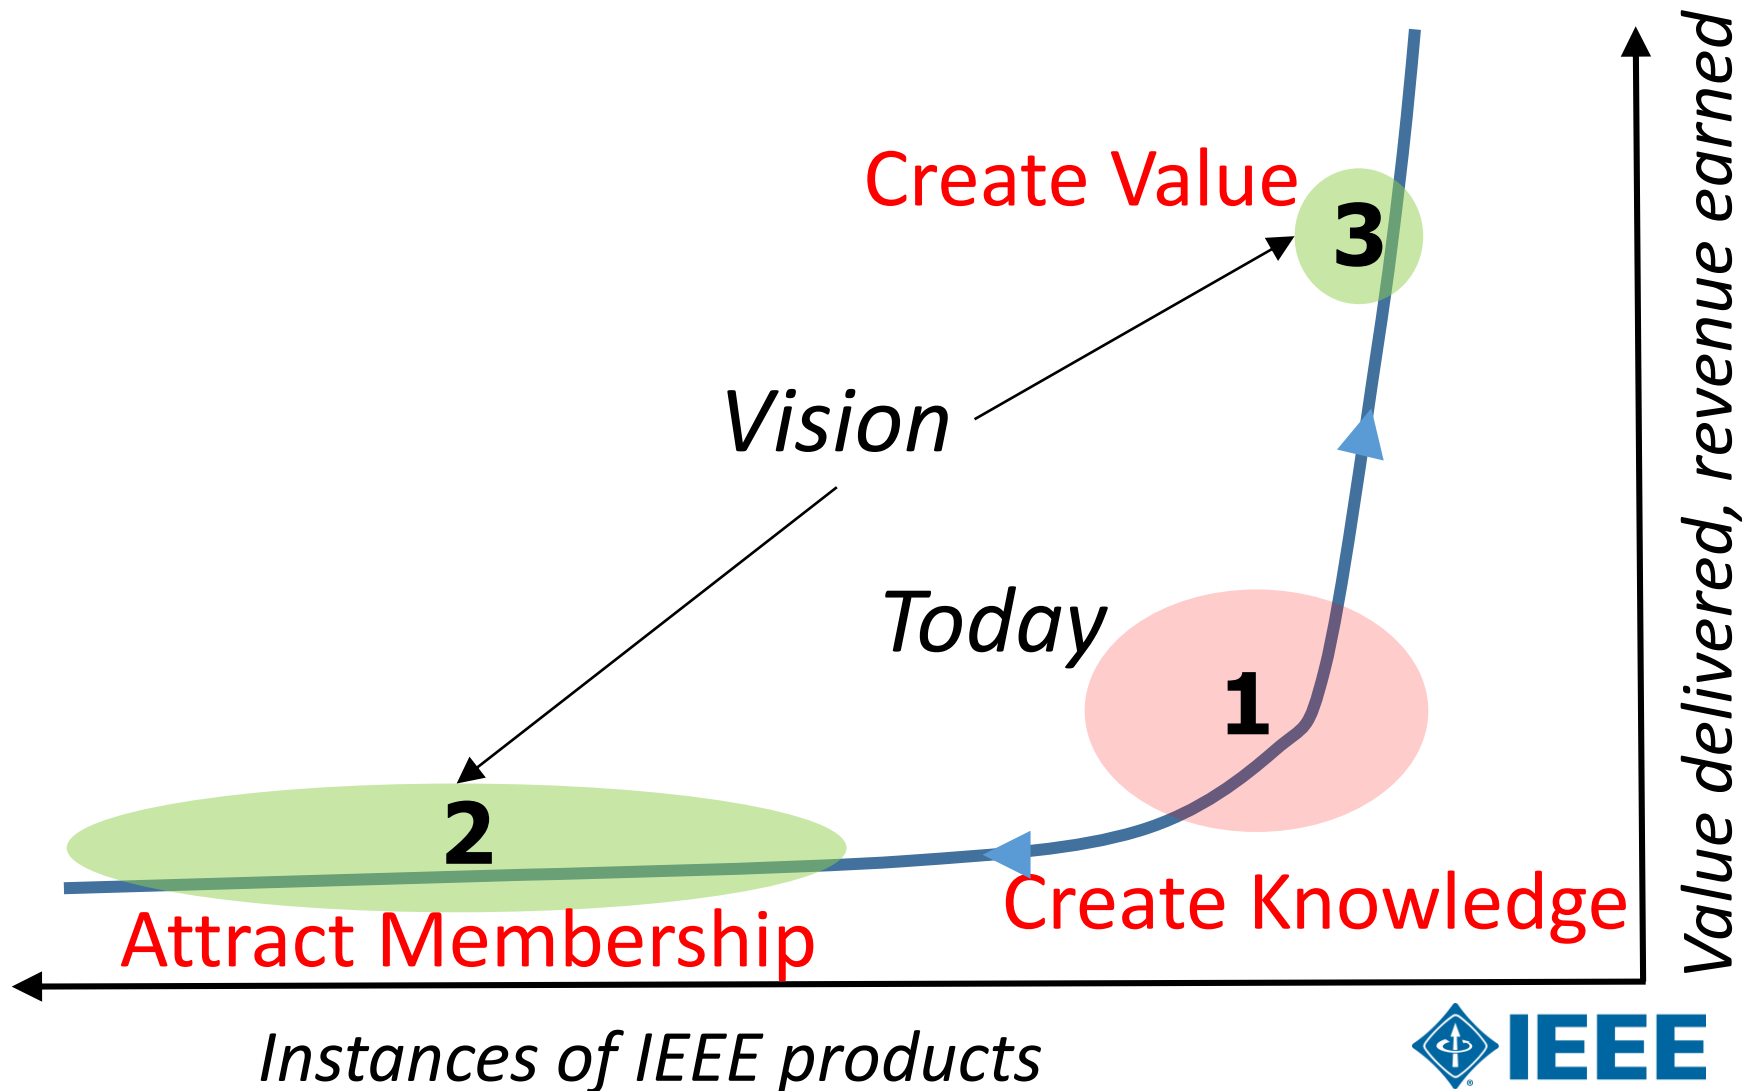 Create Value
3
Vision
Today
1
2
Create Knowledge
Attract Membership
Value delivered, revenue earned
Instances of IEEE products
IEEE
®